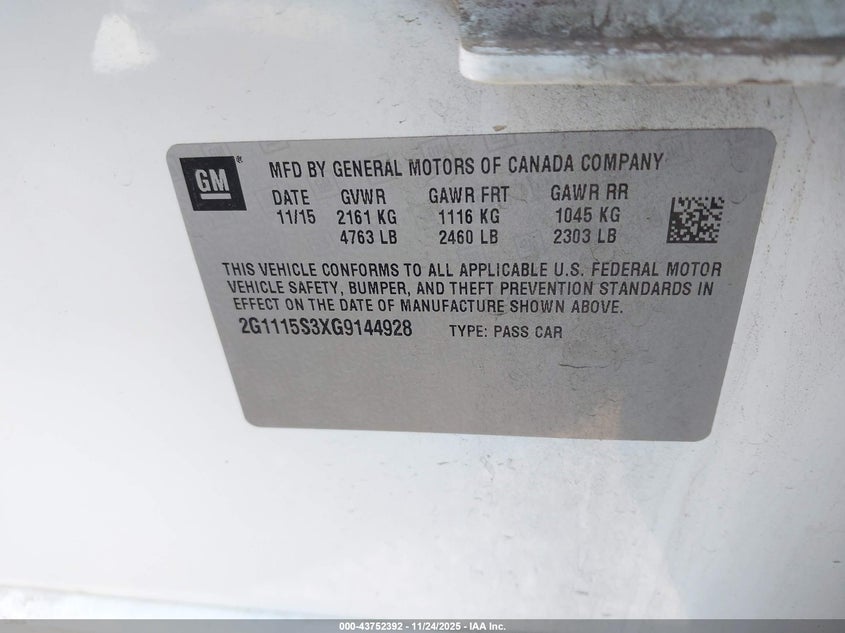 GM ®
MFD BY GENERAL MOTORS OF CANADA COMPANY
DATE GVWR GAWR FRT GAWR RR
11/15 2161 KG 1116 KG 1045 KG
4763 LB 2460 LB 2303 LB
THIS VEHICLE CONFORMS TO ALL APPLICABLE U.S. FEDERAL MOTOR
VEHICLE SAFETY, BUMPER, AND THEFT PREVENTION STANDARDS IN
EFFECT ON THE DATE OF MANUFACTURE SHOWN ABOVE.
2G1115S3XG9144928 TYPE: PASS CAR
000-43752392 - 11/24/2025 - IAA Inc.